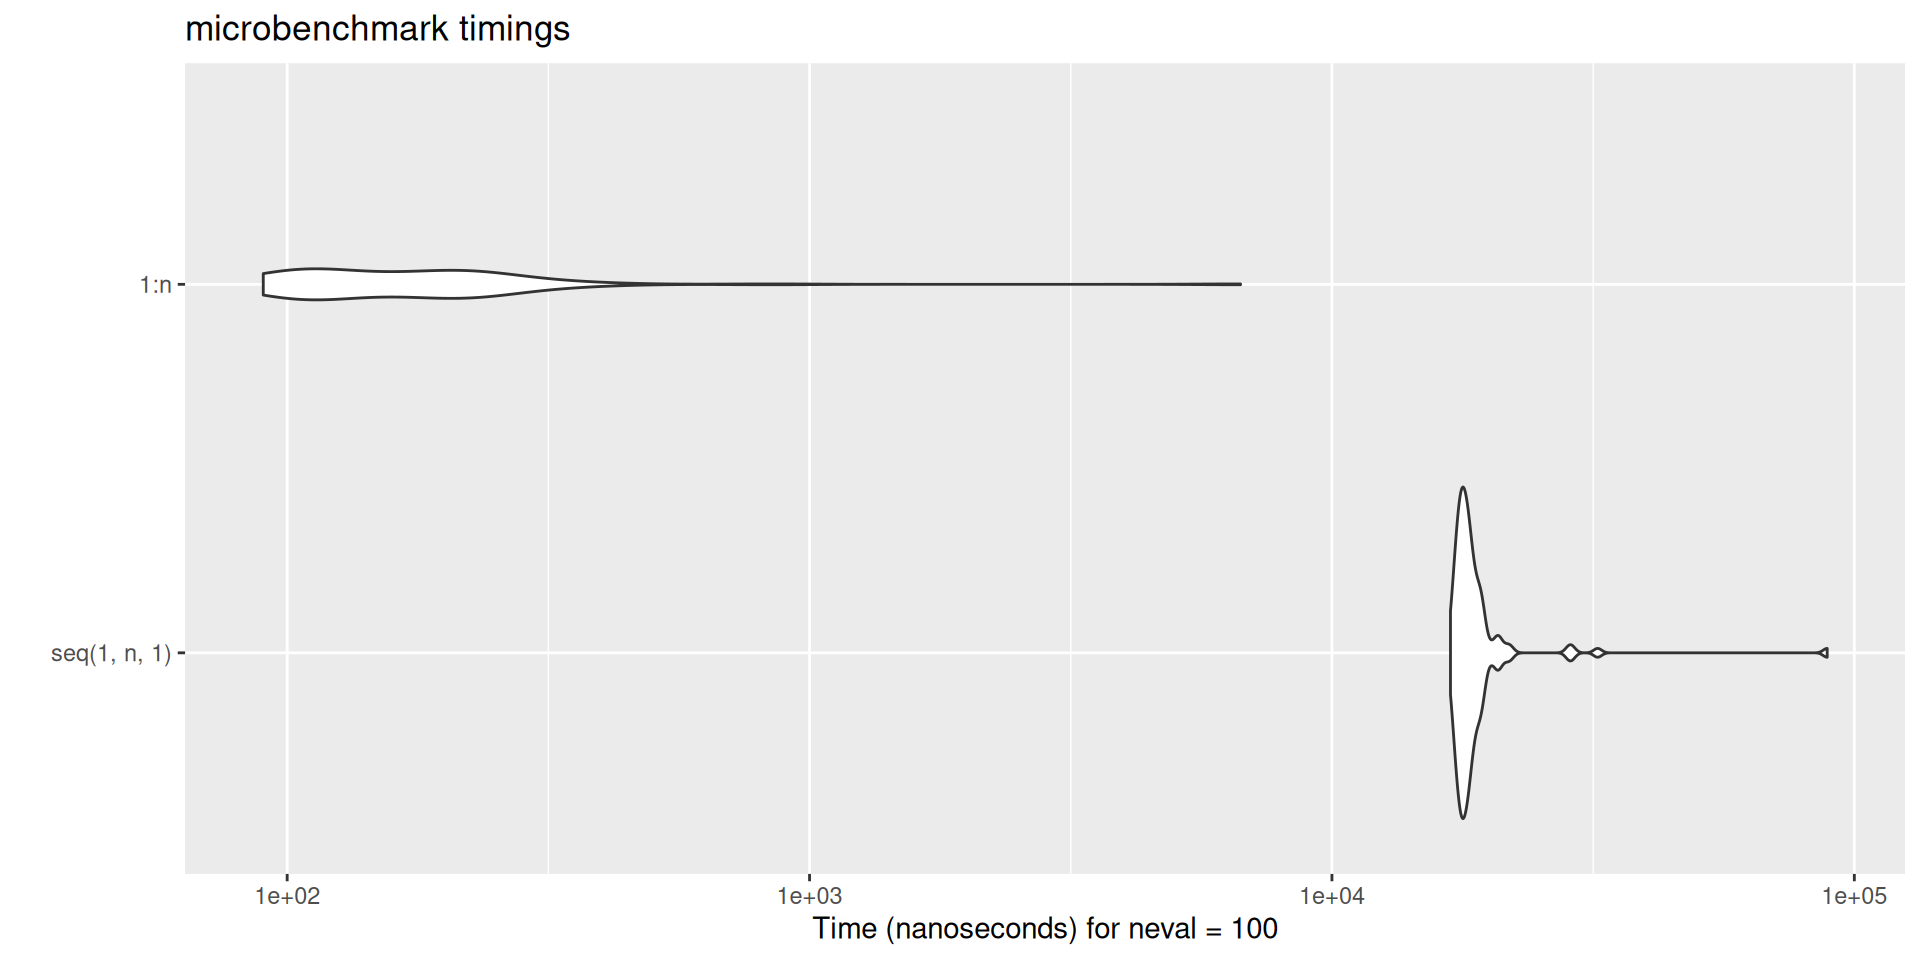 microbenchmark timings
1:n
seq(1, n, 1)
1e+02 1e+03 1e+04 1e+05
Time (nanoseconds) for neval = 100